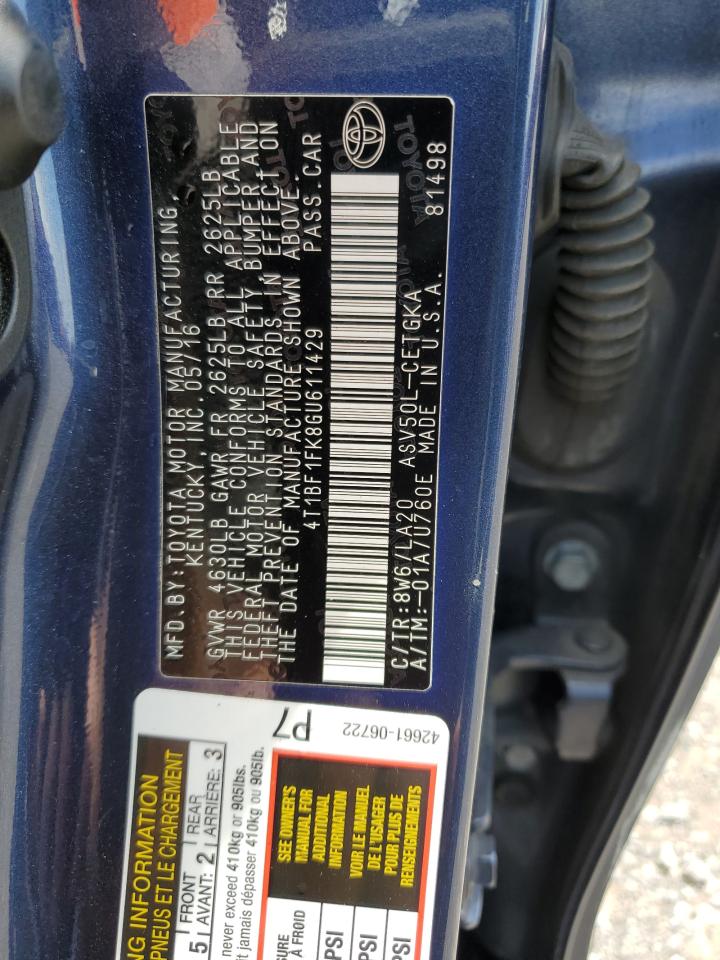 MFD. BY: TOYOTA MOTOR MANUFACTURING,
KENTUCKY, INC. 05/16
GVWR 4630LB GAWR FR 2625LB RR 2625LB
THIS VEHICLE CONFORMS TO ALL APPLICABLE
FEDERAL MOTOR VEHICLE SAFETY, BUMPER, AND
THEFT PREVENTION STANDARDS IN EFFECT ON
THE DATE OF MANUFACTURE SHOWN ABOVE.
4T1BF1FK8GU611429 PASS. CAR
C/TR: 8W6/LA20 ASV50L-CETGKA
A/TM: -01A/U760E MADE IN U.S.A. 81498
TOYOTA
P7
42661-06722
NG INFORMATION
PNEUS ET LE CHARGEMENT
5 FRONT AVANT: 2 REAR ARRIÈRE: 3
never exceed 410kg or 905lbs.
it jamais dépasser 410kg ou 905lb.
SURE
À FROID
PSI
PSI
PSI
SEE OWNER'S
MANUAL FOR
ADDITIONAL
INFORMATION
VOIR LE MANUEL
DE L'USAGER
POUR PLUS DE
RENSEIGNEMENTS